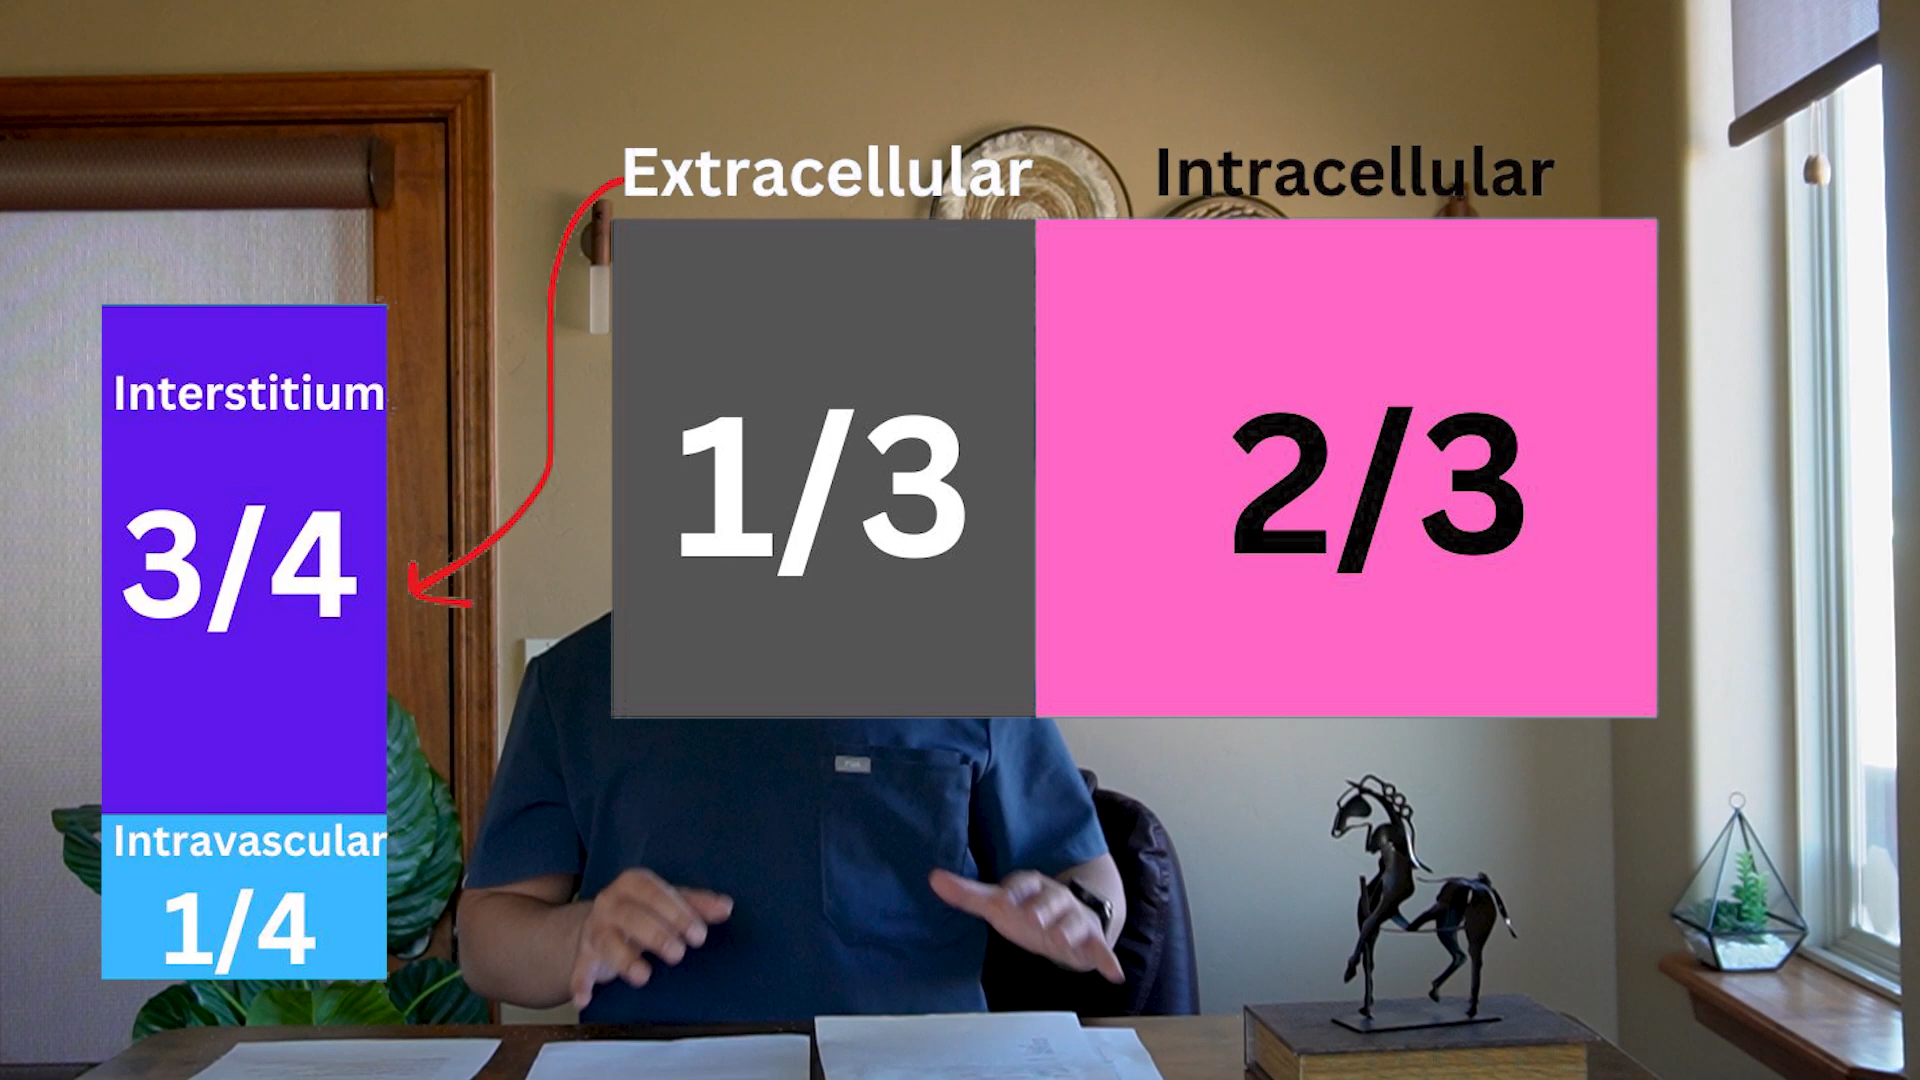 Extracellular
Intracellular
1/3
2/3
Interstitium
3/4
Intravascular
1/4